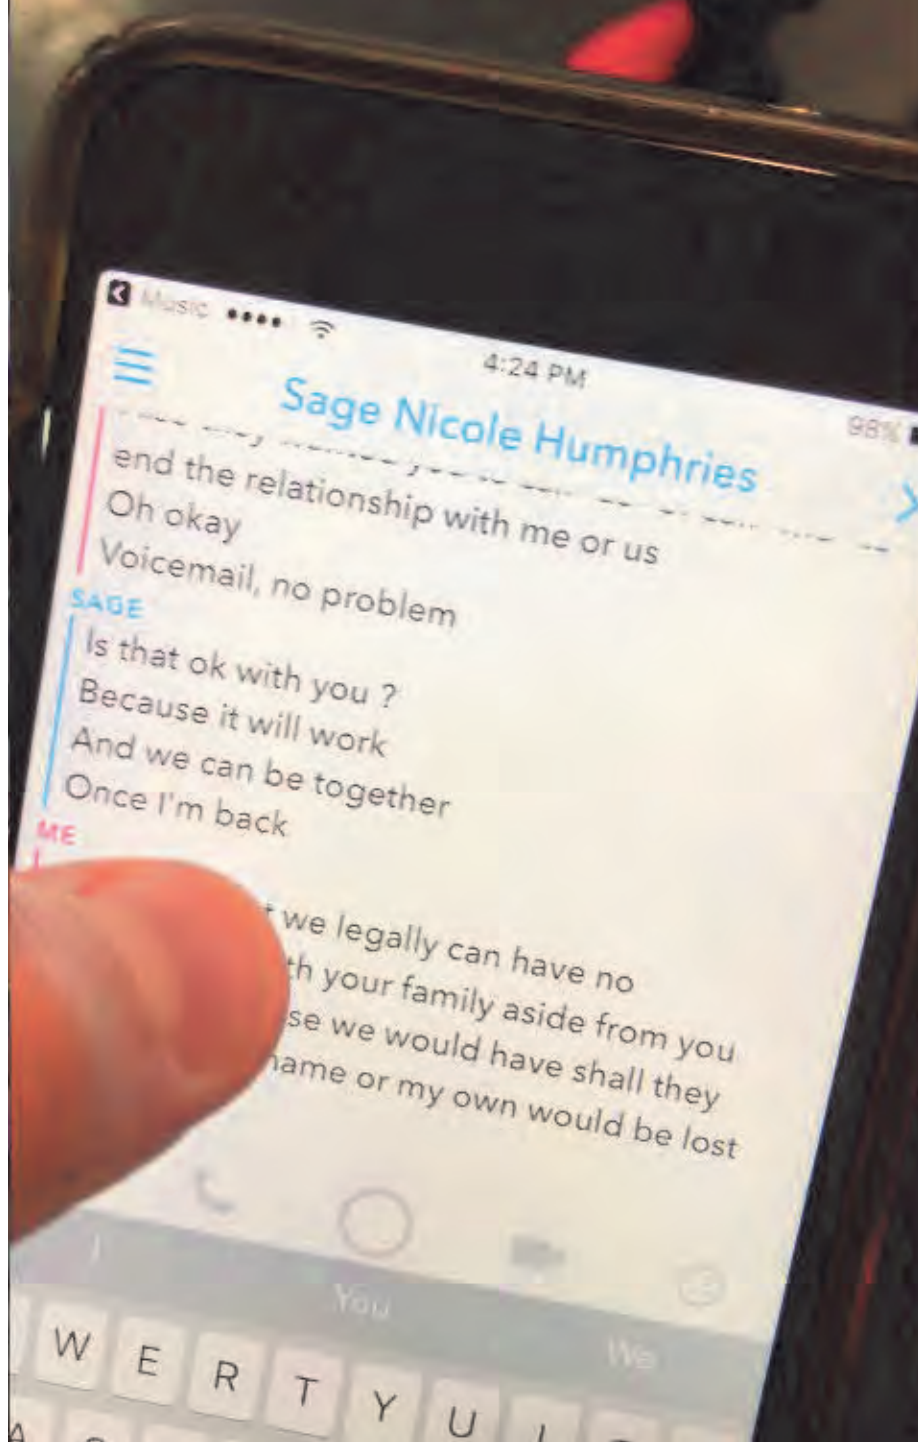 Music
4:24 PM
98%
Sage Nicole Humphries
end the relationship with me or us
Oh okay
Voicemail, no problem
SAGE
Is that ok with you ?
Because it will work
And we can be together
Once I'm back
ME
we legally can have no
your family aside from you
we would have shall they
or my own would be lost
I
You
We
W E R T Y U I
A